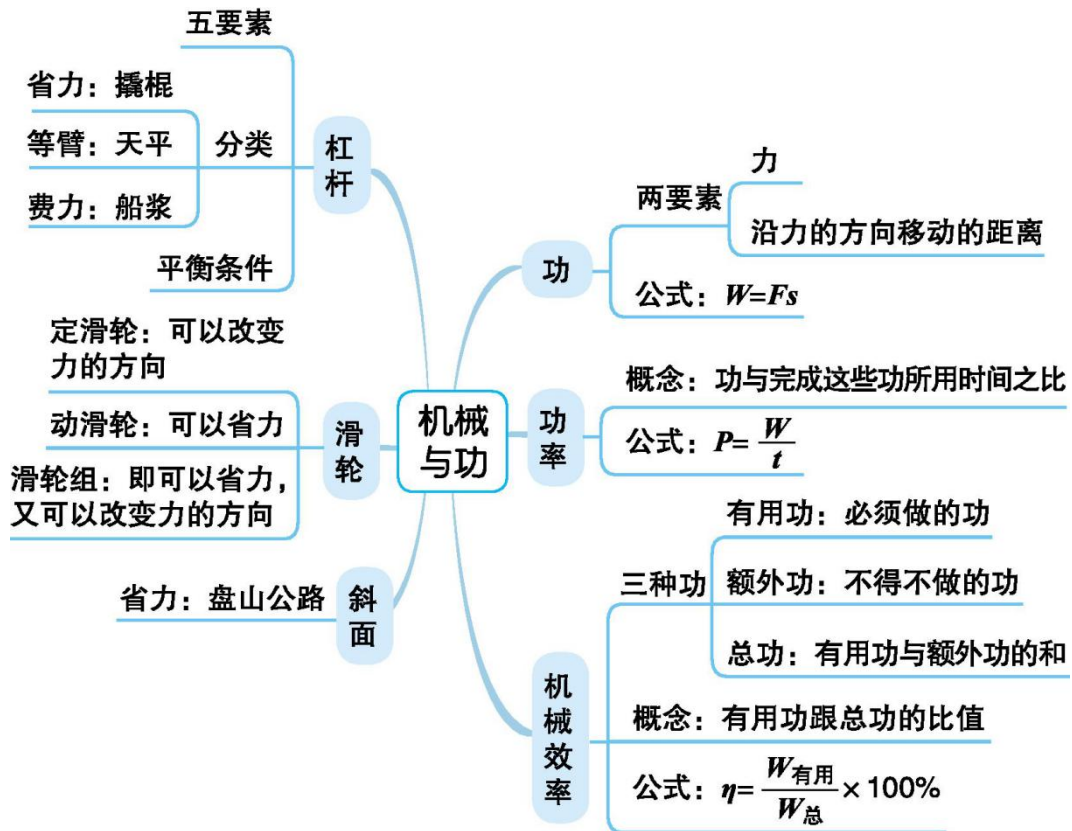 五要素
省力：撬棍
等臂：天平
费力：船浆
分类
平衡条件
杠杆
定滑轮：可以改变
力的方向
动滑轮：可以省力
滑轮组：即可以省力，
又可以改变力的方向
滑轮
省力：盘山公路
斜面
机械
与功
功
两要素
力
沿力的方向移动的距离
公式：W=Fs
功率
概念：功与完成这些功所用时间之比
公式：P=W/t
机械效率
三种功
有用功：必须做的功
额外功：不得不做的功
总功：有用功与额外功的和
概念：有用功跟总功的比值
公式：η=W有用/W总×100%